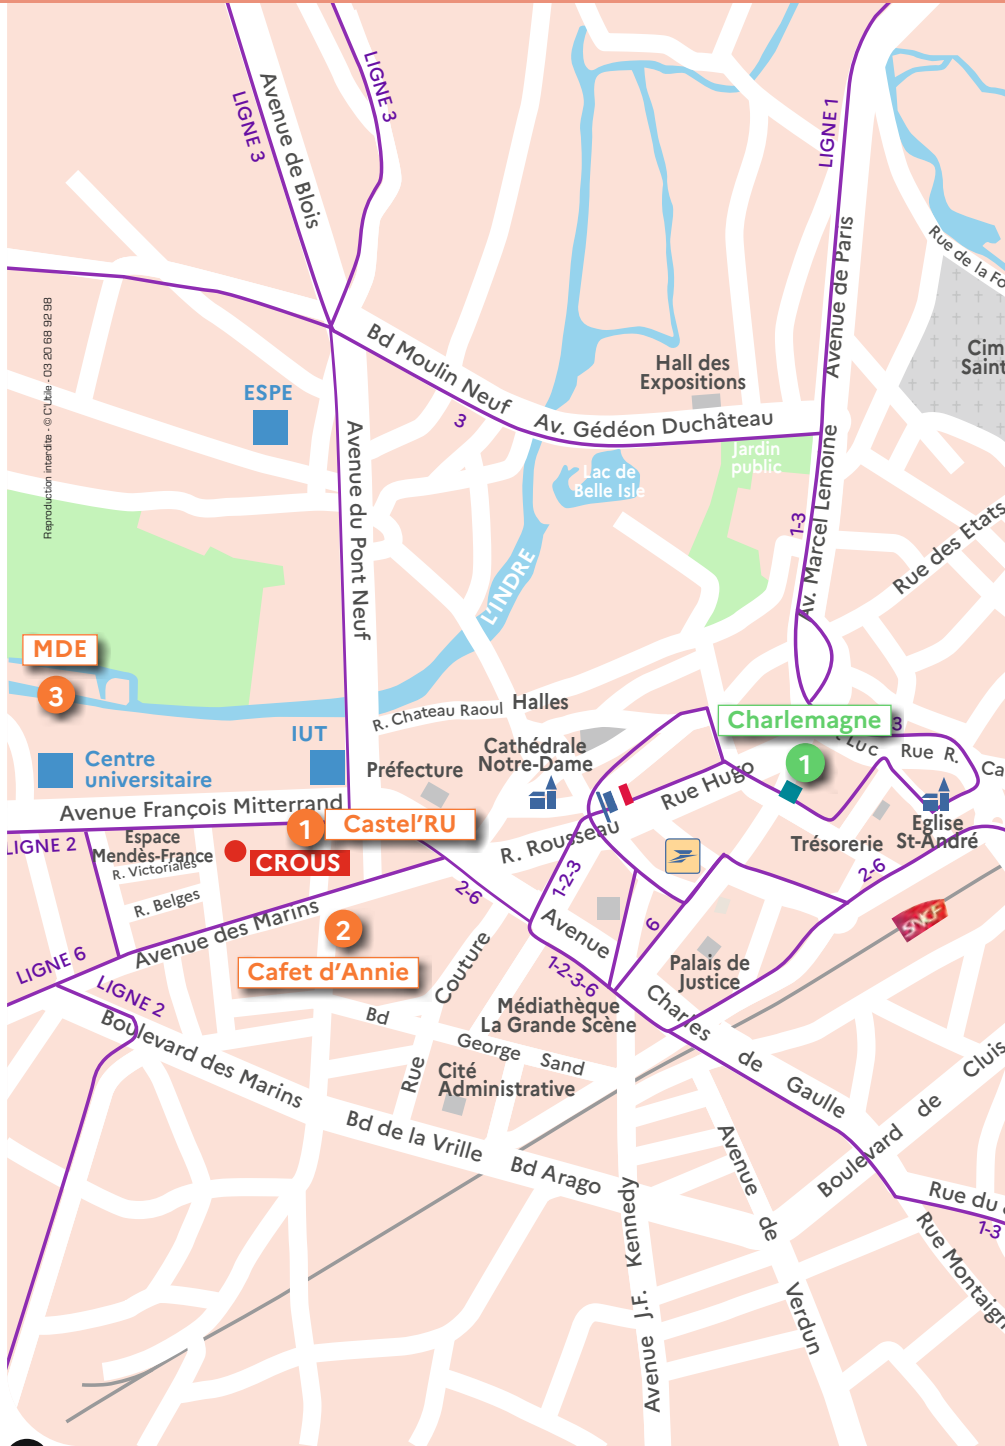 LIGNE 3
LIGNE 3
Avenue de Blois
LIGNE 1
Avenue de Paris
Rue de la Fo
Cim
Saint
Reproduction interdite - © C'Utile - 03 20 68 92 98
Bd Moulin Neuf
3
Av. Gédéon Duchâteau
Hall des
Expositions
ESPE
Avenue du Pont Neuf
Lac de
Belle Isle
Jardin
public
1-3
Av. Marcel Lemoine
Rue des Etats
L'INDRE
MDE
3
IUT
Centre
universitaire
R. Chateau Raoul
Halles
Cathédrale
Notre-Dame
Préfecture
Charlemagne
1
3
Luc
Rue R.
Ca
Rue Hugo
Avenue François Mitterrand
1
Castel'RU
CROUS
LIGNE 2
Espace
Mendès-France
R. Victoriales
R. Belges
R. Rousseau
Trésorerie
Eglise
St-André
2-6
SNCF
1-2-3
2-6
6
Avenue
Avenue des Marins
2
Cafet d'Annie
LIGNE 6
LIGNE 2
1-2-3-6
Palais de
Justice
Médiathèque
La Grande Scène
Charles
de
Gaulle
Rue
Couture
Bd
George
Sand
Cité
Administrative
Boulevard des Marins
Bd de la Vrille
Bd Arago
Avenue
J.F.
Kennedy
Avenue
de
Verdun
Boulevard
de
Cluis
Rue du
1-3
Rue Montaign